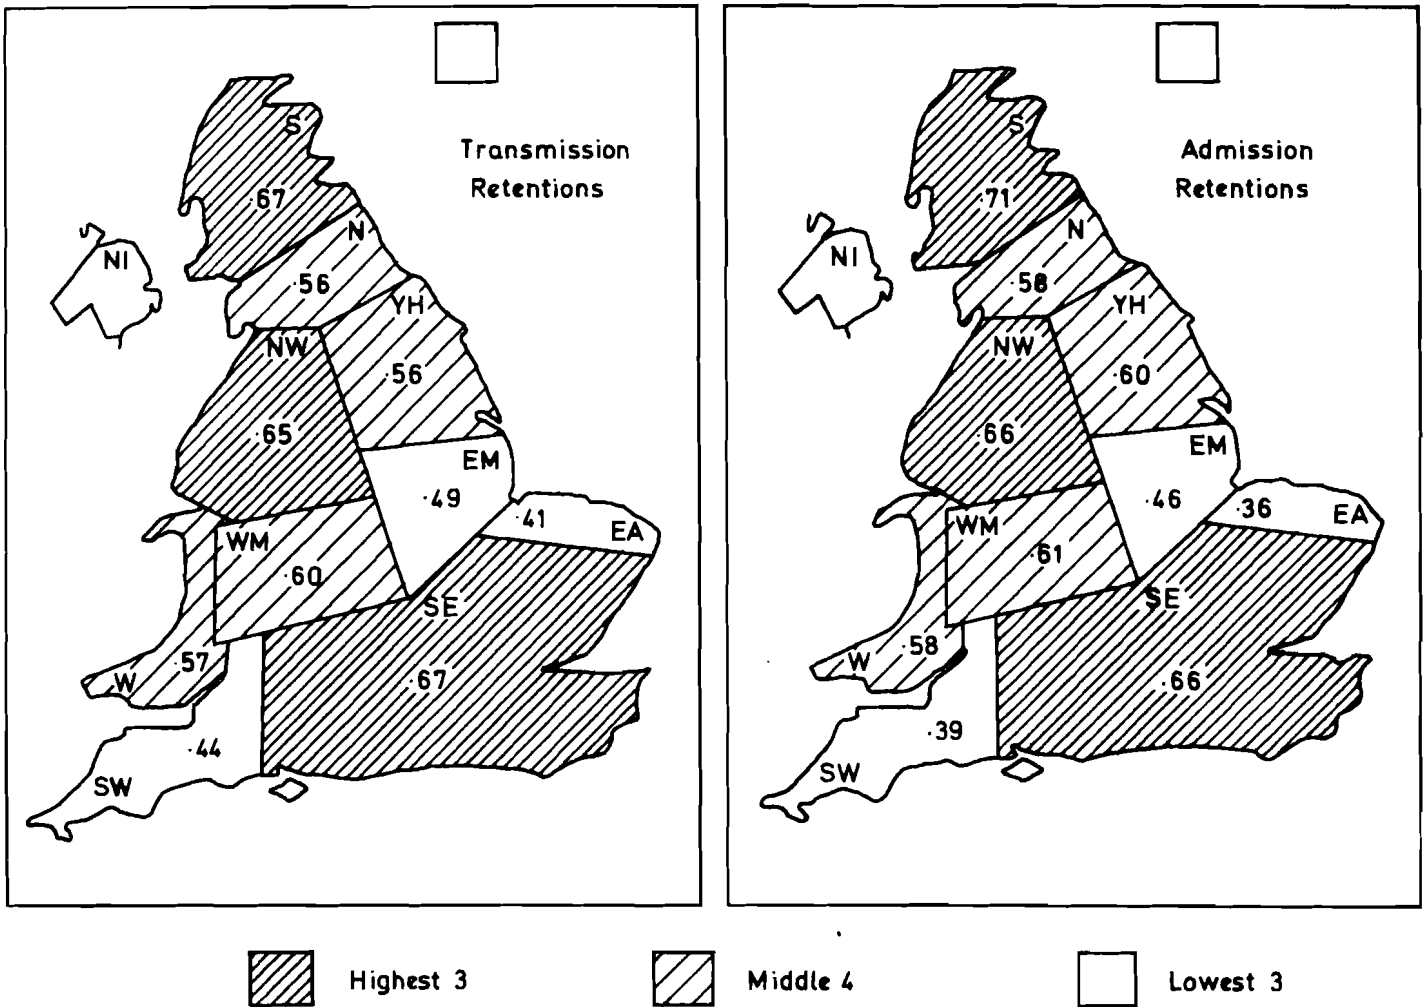 Transmission
Retentions
S
·67
N
·56
NI
YH
·56
NW
·65
EM
·49
·41
EA
WM
·60
SE
·57
W
·67
·44
SW
Admission
Retentions
S
·71
N
·58
NI
YH
·60
NW
·66
EM
·46
·36
EA
WM
·61
SE
·58
W
·66
·39
SW
Highest 3
Middle 4
Lowest 3